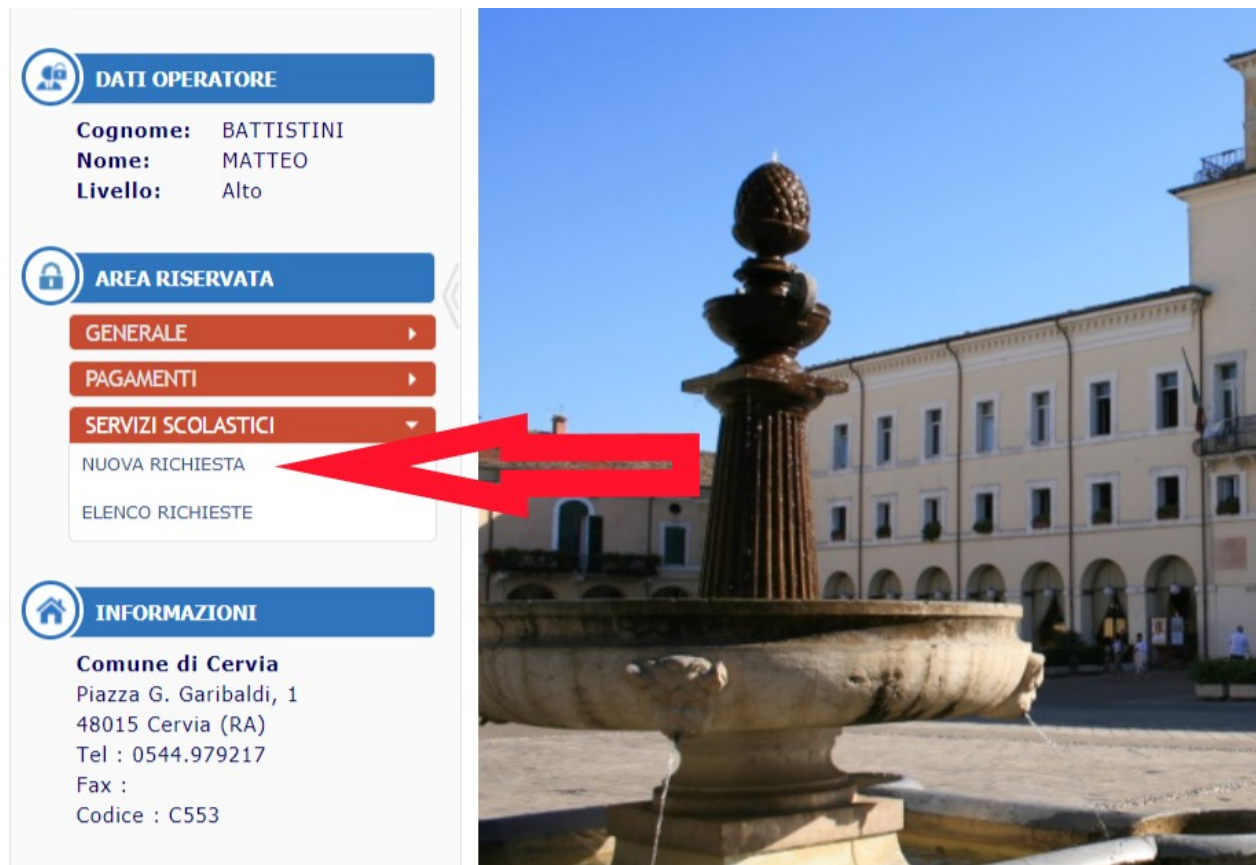 DATI OPERATORE
Cognome: BATTISTINI
Nome: MATTEO
Livello: Alto
AREA RISERVATA
GENERALE
PAGAMENTI
SERVIZI SCOLASTICI
NUOVA RICHIESTA
ELENCO RICHIESTE
INFORMAZIONI
Comune di Cervia
Piazza G. Garibaldi, 1
48015 Cervia (RA)
Tel : 0544.979217
Fax :
Codice : C553